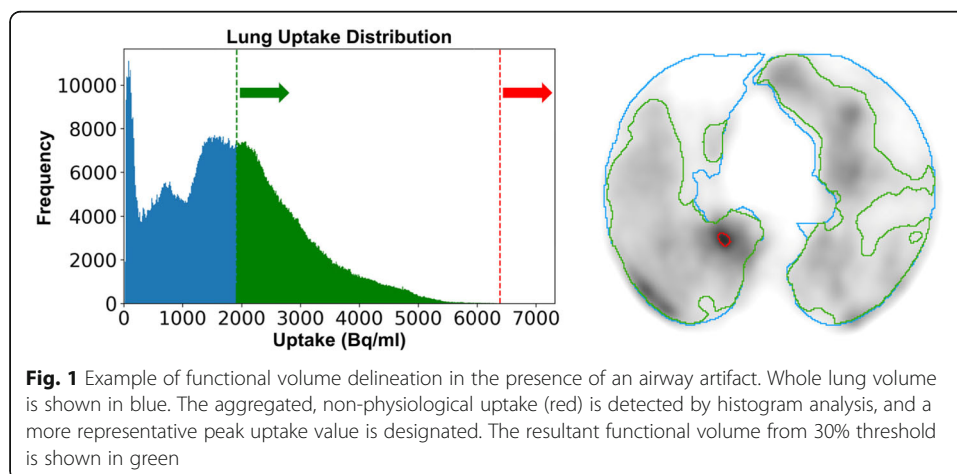 Lung Uptake Distribution
10000
8000
6000
4000
2000
0
Frequency
0 1000 2000 3000 4000 5000 6000 7000
Uptake (Bq/ml)
Fig. 1 Example of functional volume delineation in the presence of an airway artifact. Whole lung volume
is shown in blue. The aggregated, non-physiological uptake (red) is detected by histogram analysis, and a
more representative peak uptake value is designated. The resultant functional volume from 30% threshold
is shown in green